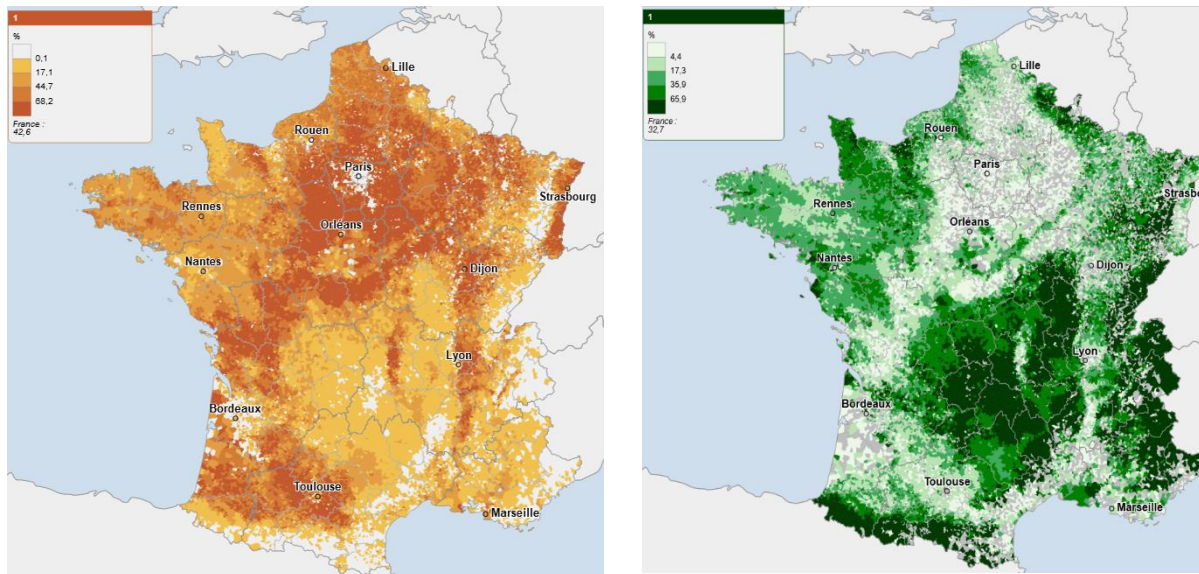 1
%
0,1
17,1
44,7
68,2
France :
42,6
Lille
Rouen
Paris
Strasbourg
Rennes
Orléans
Nantes
Dijon
Lyon
Bordeaux
Toulouse
Marseille
1
%
4,4
17,3
35,9
65,9
France :
32,7
Lille
Rouen
Paris
Strasbo
Rennes
Orléans
Nantes
Dijon
Lyon
Bordeaux
Toulouse
Marseille